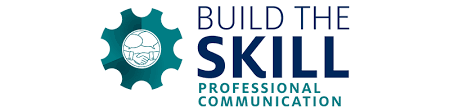 BUILD THE
SKILL
PROFESSIONAL
COMMUNICATION